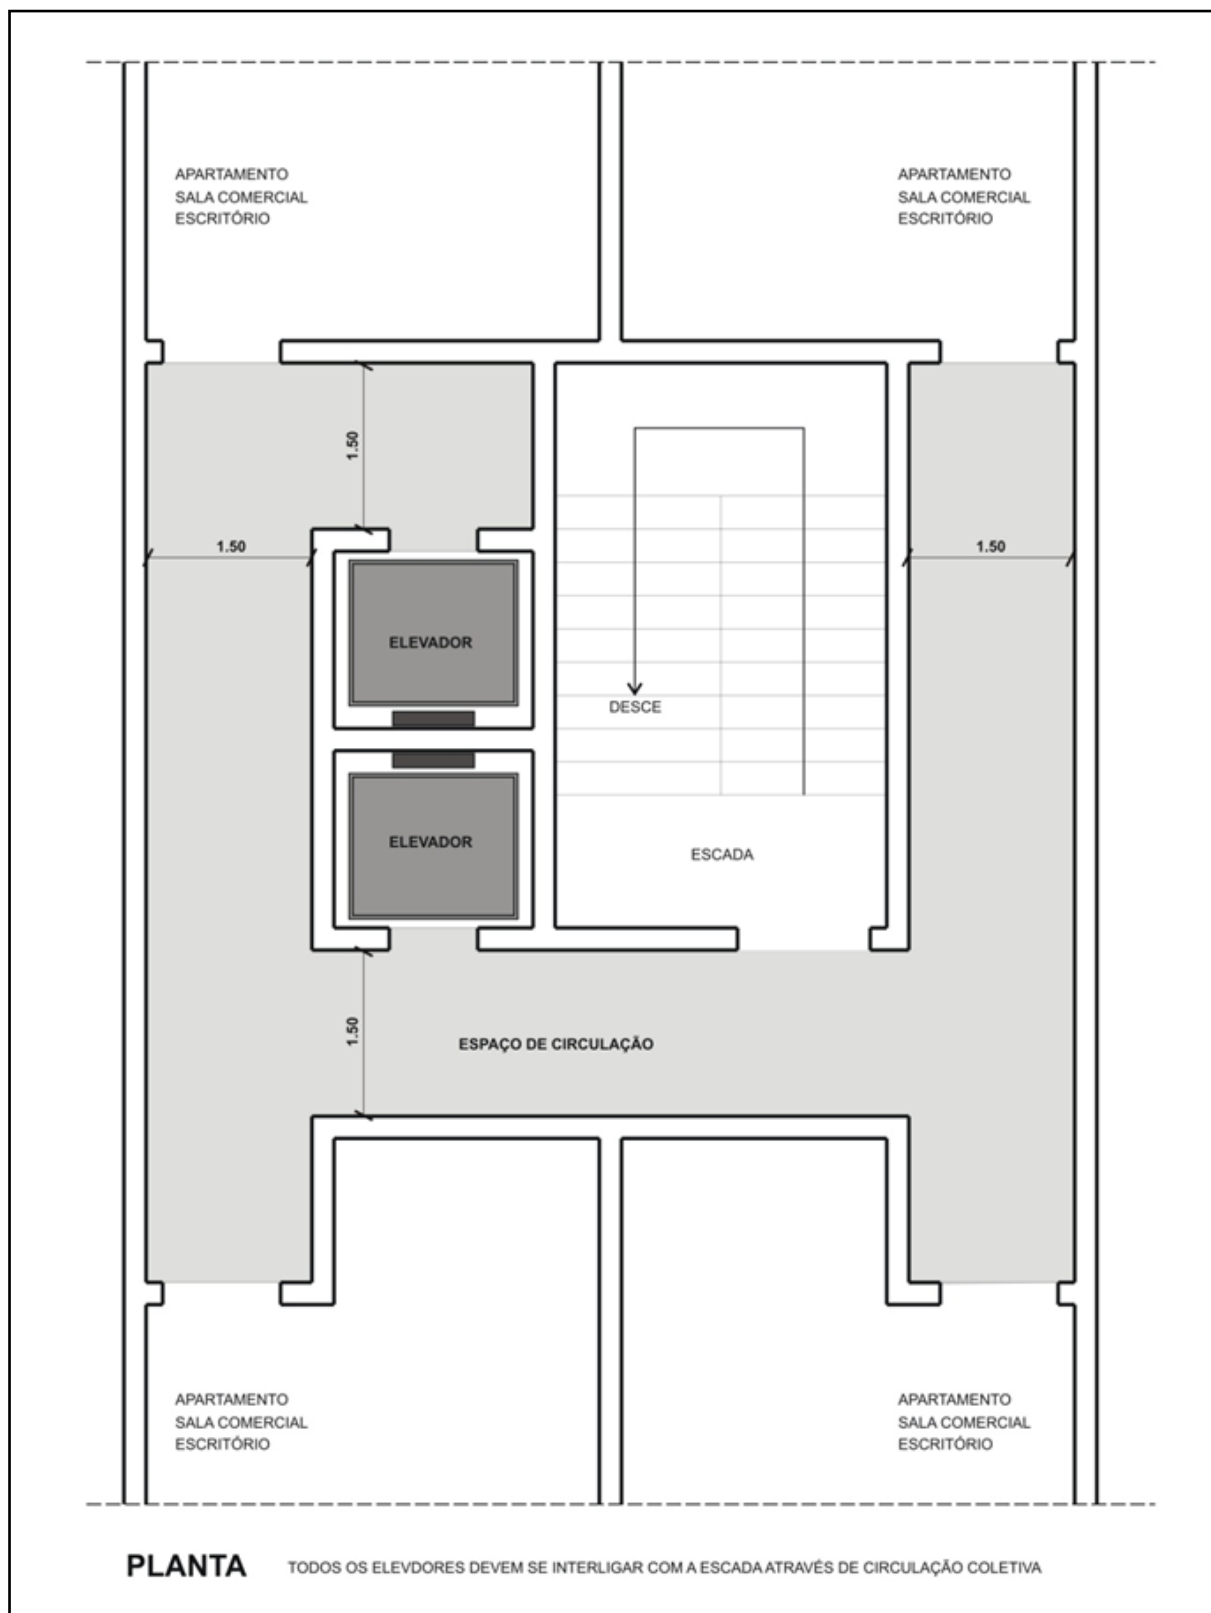 APARTAMENTO
SALA COMERCIAL
ESCRITÓRIO
APARTAMENTO
SALA COMERCIAL
ESCRITÓRIO
1.50
1.50
1.50
ELEVADOR
DESCE
ELEVADOR
ESCADA
1.50
ESPAÇO DE CIRCULAÇÃO
APARTAMENTO
SALA COMERCIAL
ESCRITÓRIO
APARTAMENTO
SALA COMERCIAL
ESCRITÓRIO
PLANTA TODOS OS ELEVDORES DEVEM SE INTERLIGAR COM A ESCADA ATRAVÉS DE CIRCULAÇÃO COLETIVA